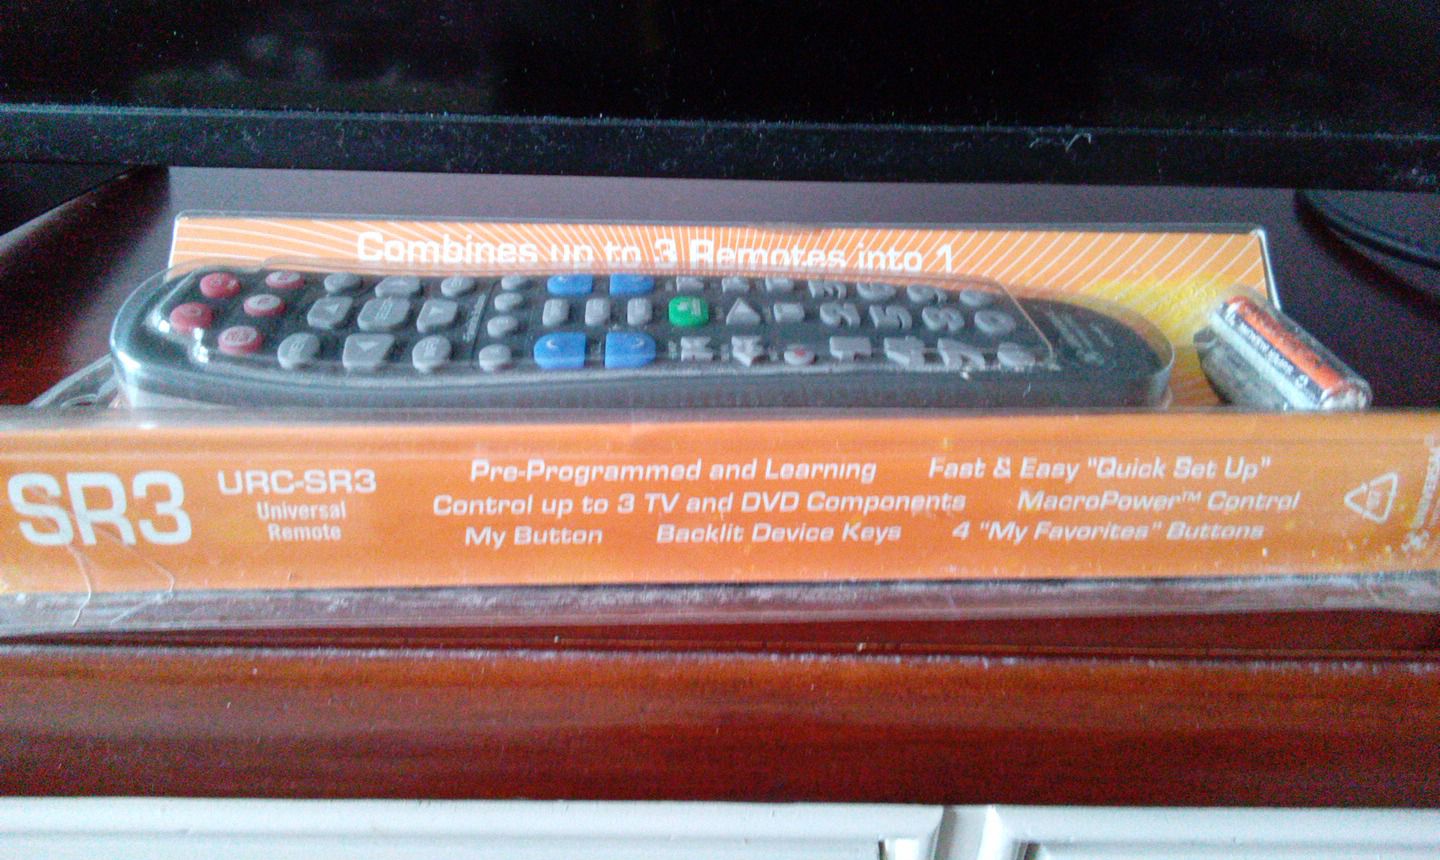 Combines up to 3 Remotes into 1
SR3
URC-SR3
Universal
Remote
Pre-Programmed and Learning Fast & Easy "Quick Set Up"
Control up to 3 TV and DVD Components MacroPower™ Control
My Button Backlit Device Keys 4 "My Favorites" Buttons